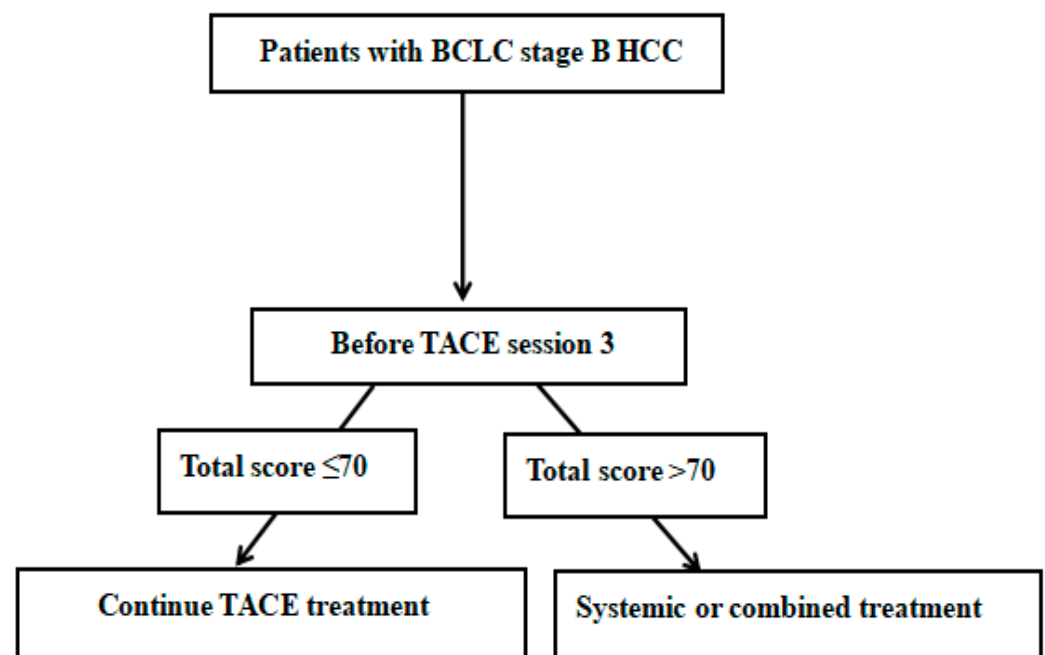 Patients with BCLC stage B HCC
Before TACE session 3
Total score ≤70
Total score >70
Continue TACE treatment
Systemic or combined treatment